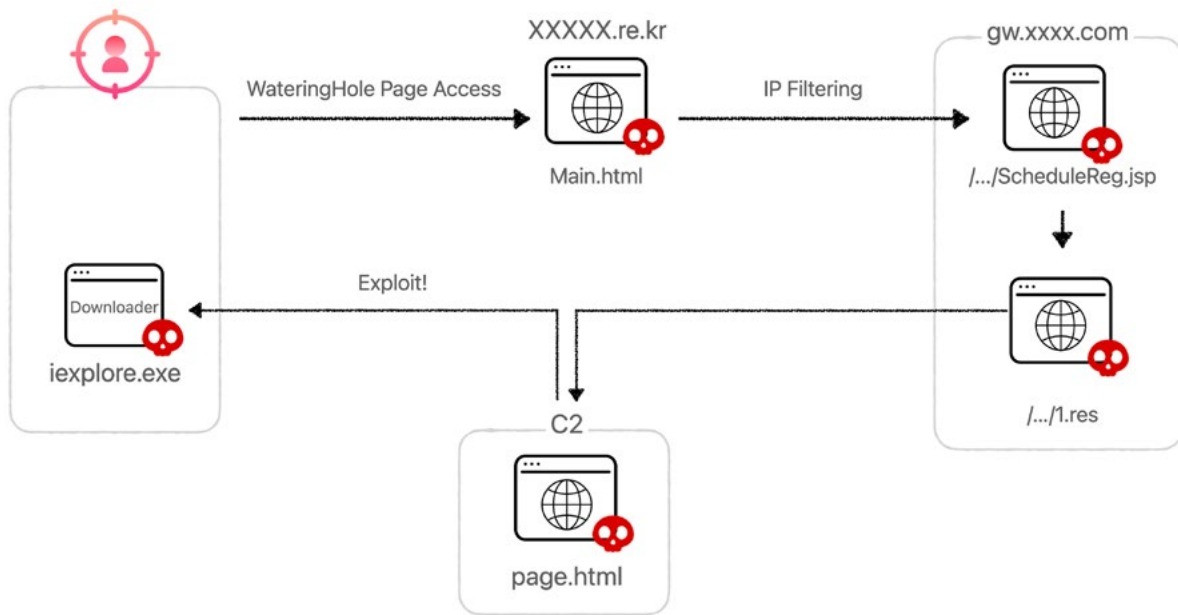 XXXXX.re.kr
gw.xxxx.com
WateringHole Page Access
IP Filtering
Main.html
/.../ScheduleReg.jsp
Exploit!
Downloader
iexplore.exe
/.../1.res
C2
page.html